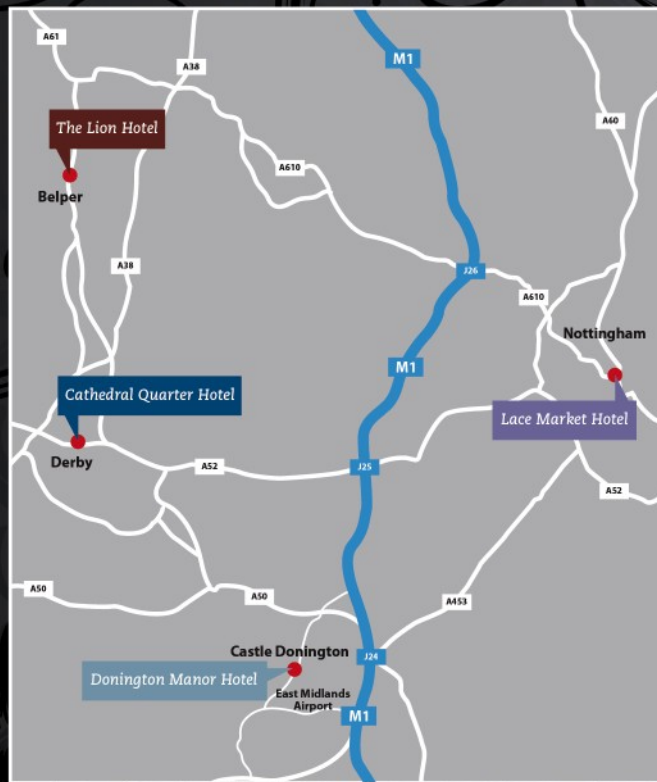 A61
M1
A38
A60
The Lion Hotel
A610
Belper
A38
J26
A610
Nottingham
M1
Cathedral Quarter Hotel
Lace Market Hotel
Derby
A52
J25
A52
A50
A50
A453
Castle Donington
J24
Donington Manor Hotel
East Midlands
Airport
M1